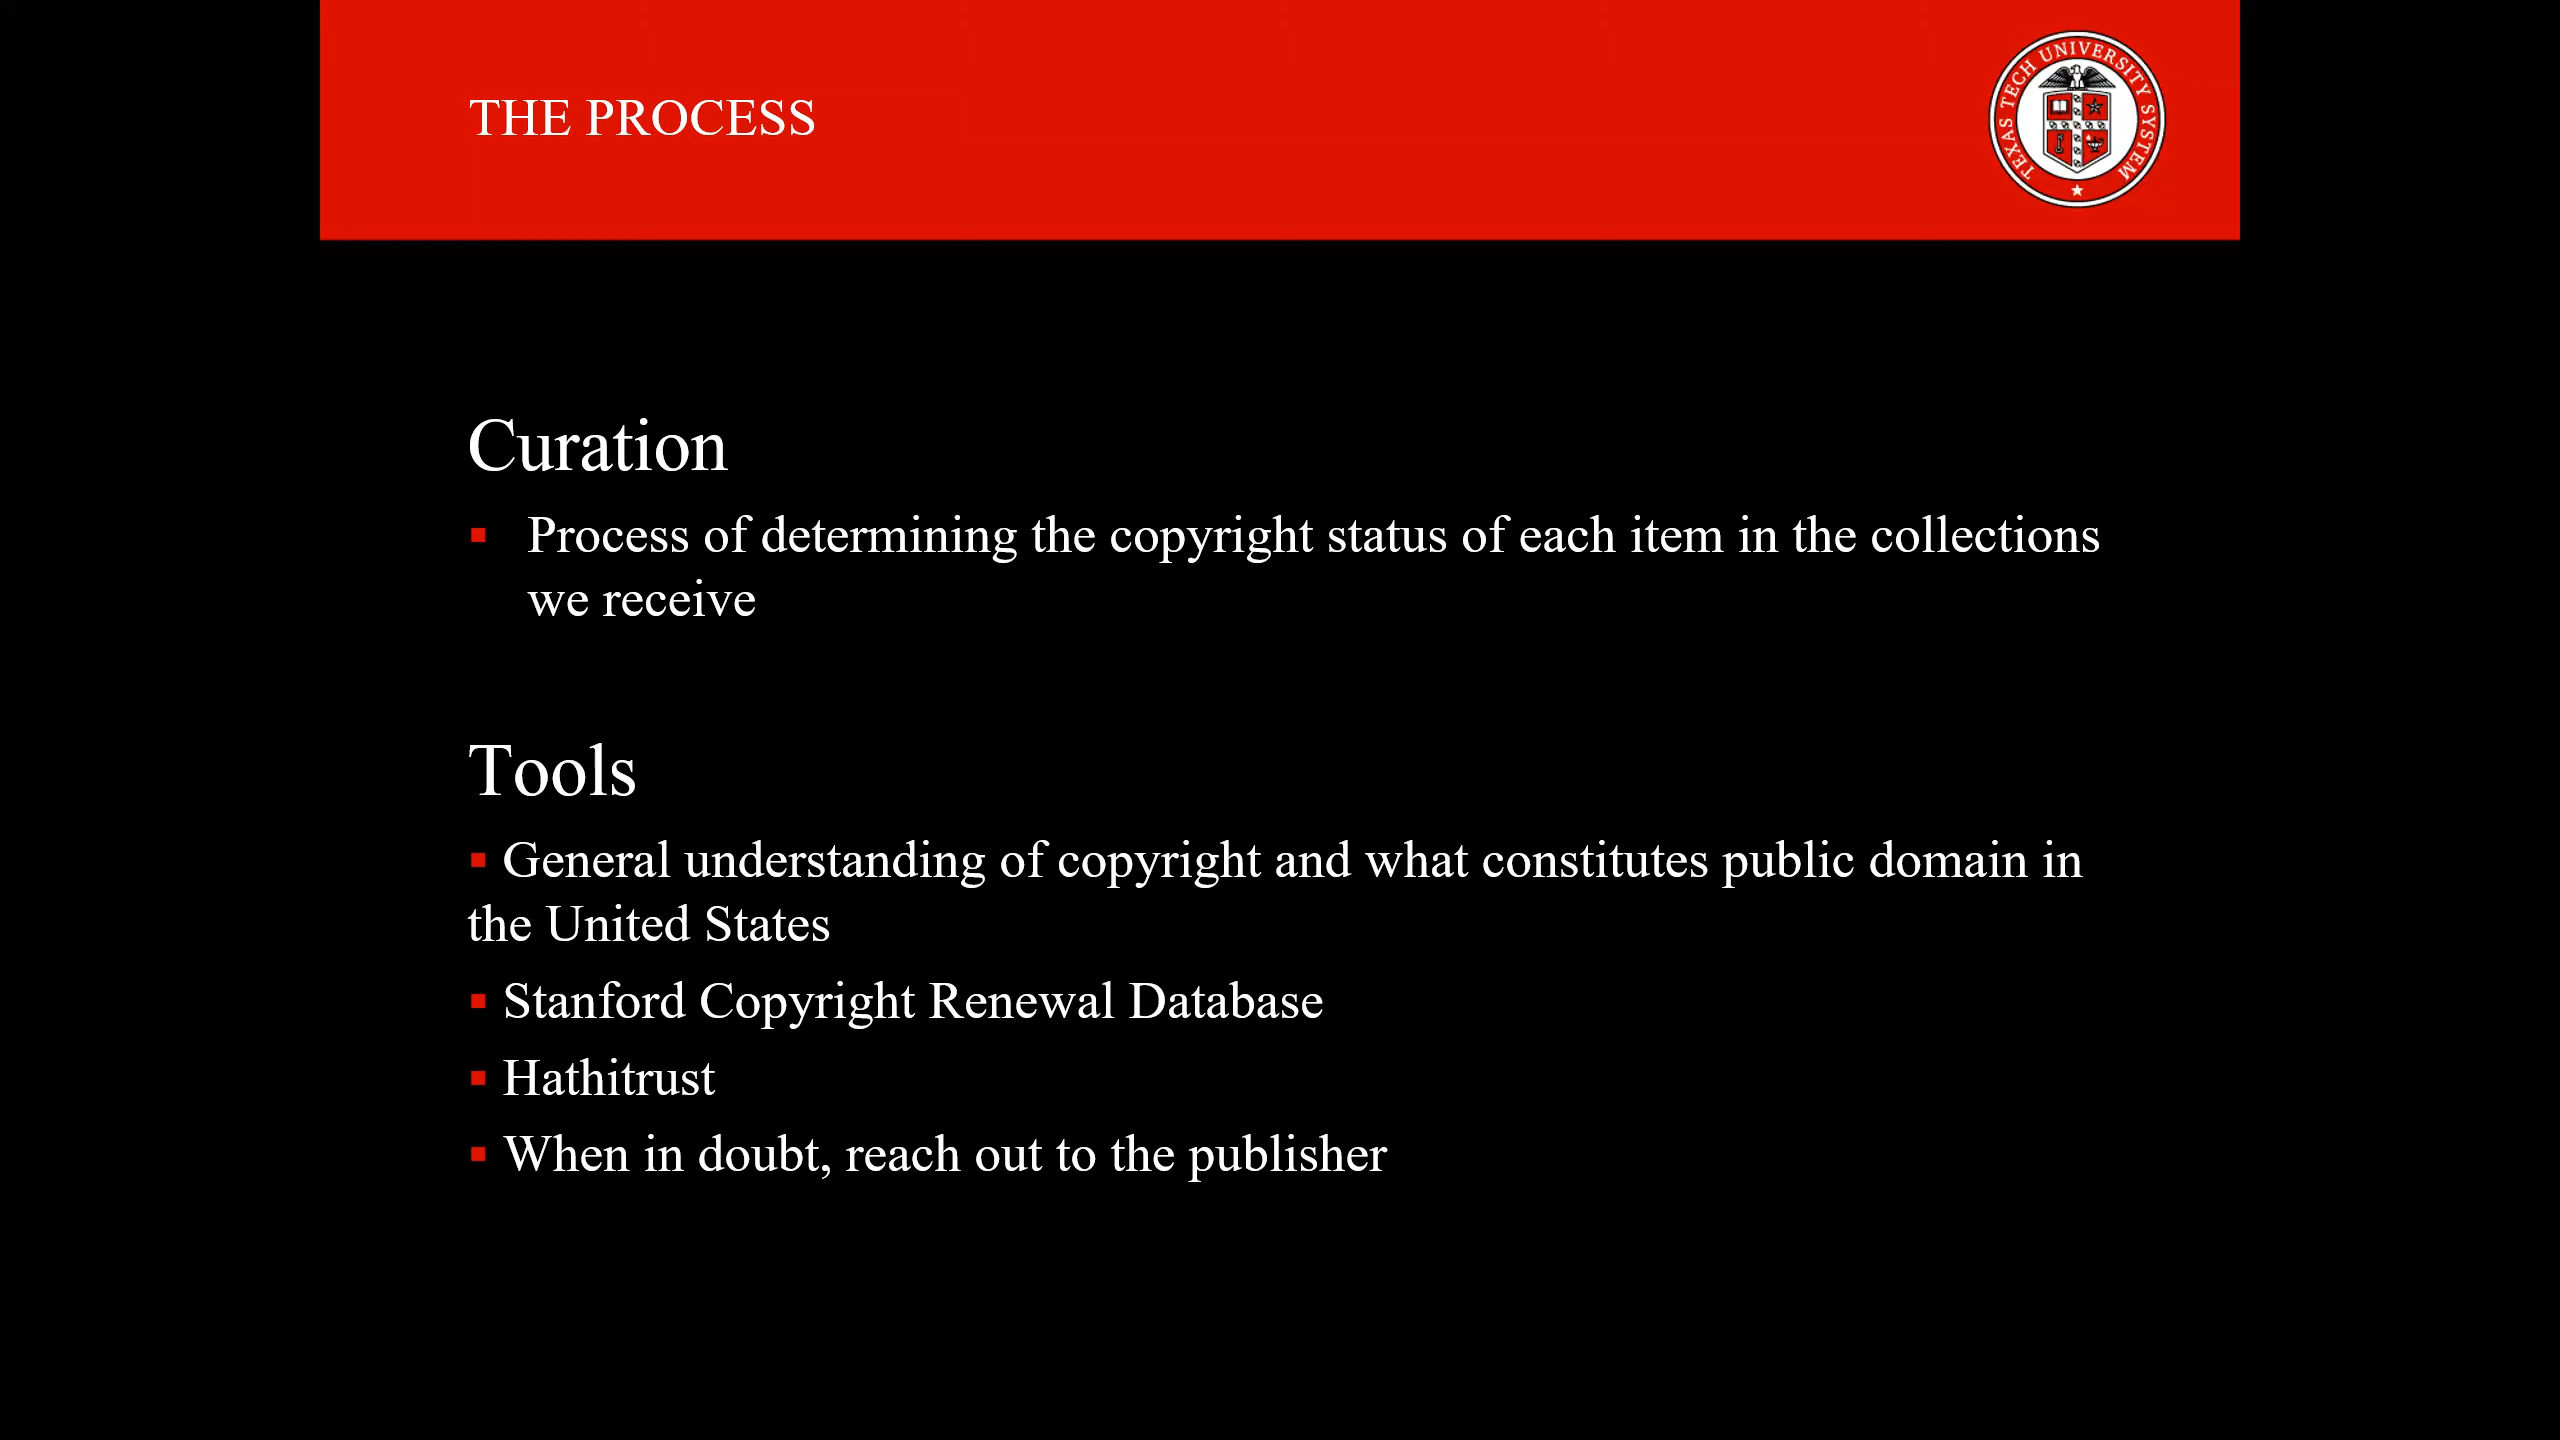 THE PROCESS
TEXAS TECH UNIVERSITY SYSTEM
Curation
Process of determining the copyright status of each item in the collections
we receive
Tools
General understanding of copyright and what constitutes public domain in
the United States
Stanford Copyright Renewal Database
Hathitrust
When in doubt, reach out to the publisher